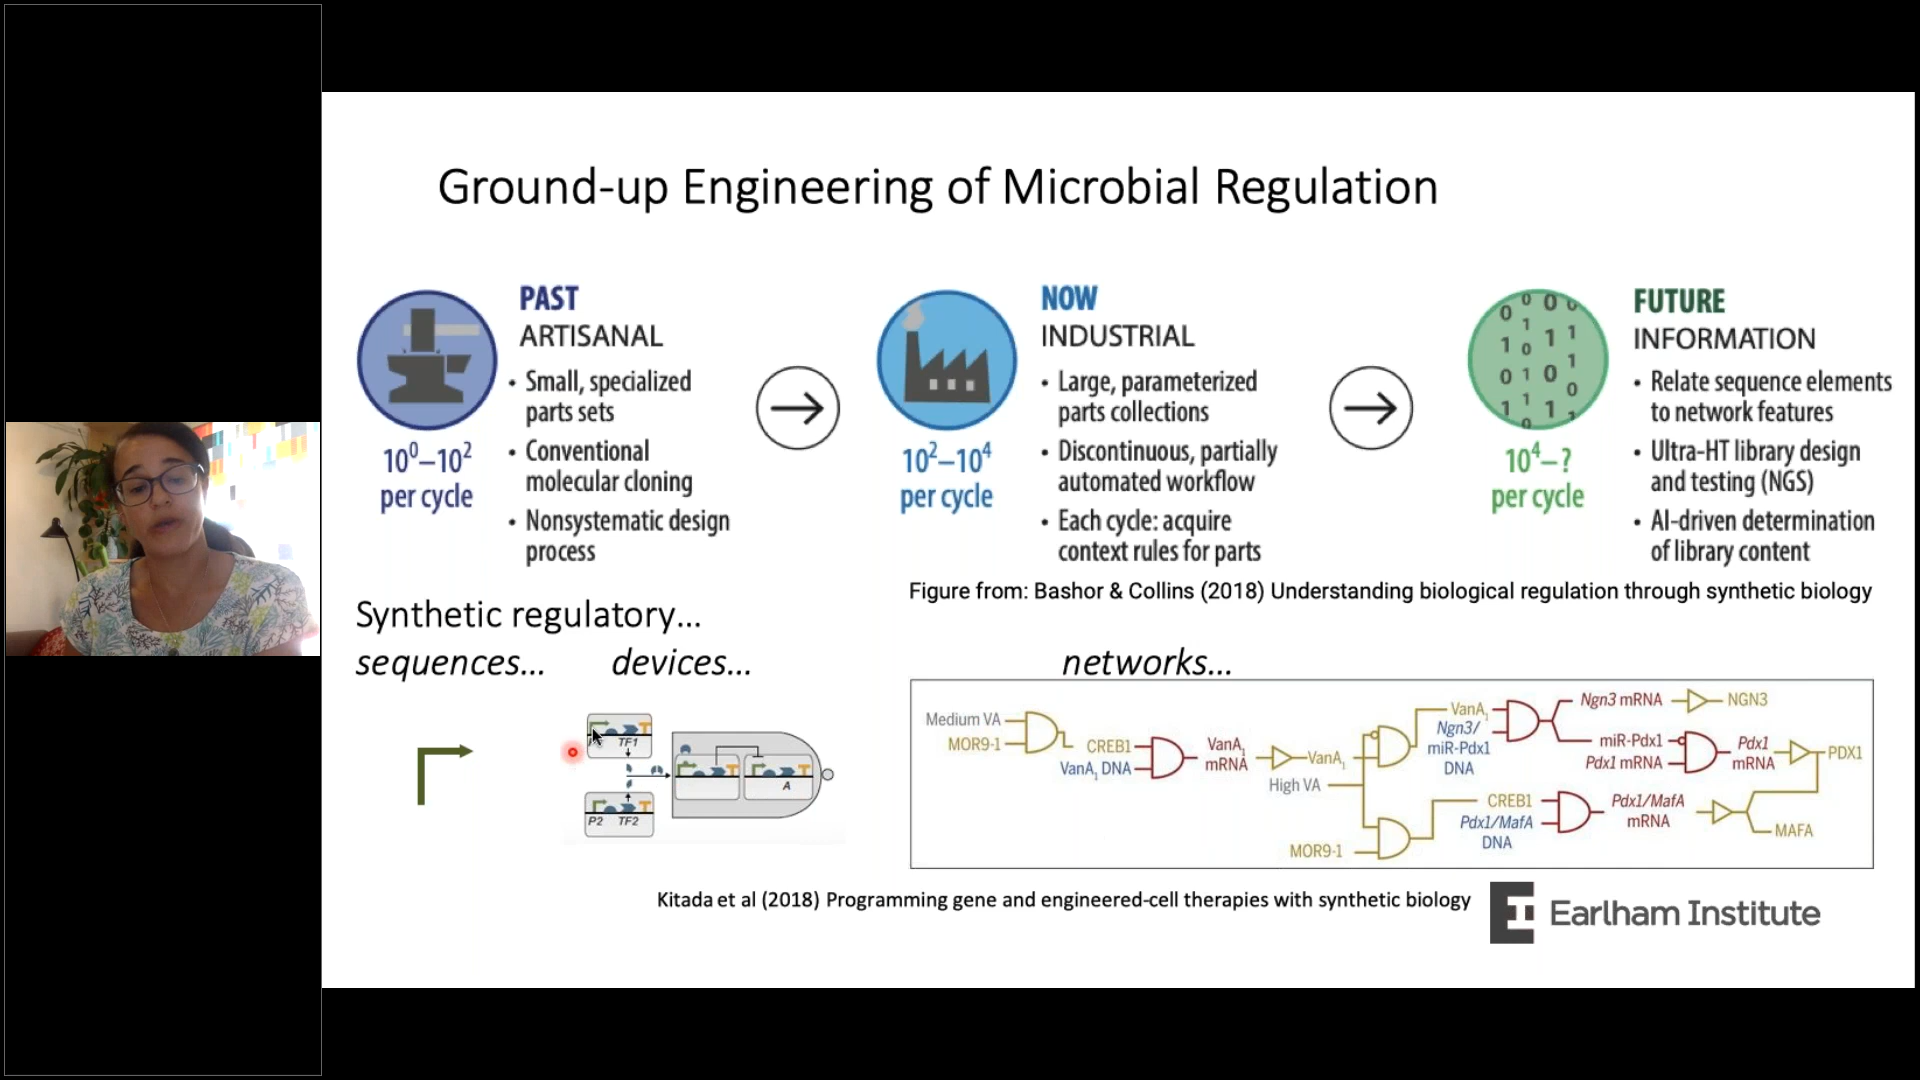 Ground-up Engineering of Microbial Regulation
PAST
ARTISANAL
• Small, specialized
parts sets
• Conventional
molecular cloning
• Nonsystematic design
process
10⁰–10²
per cycle
NOW
INDUSTRIAL
• Large, parameterized
parts collections
• Discontinuous, partially
automated workflow
• Each cycle: acquire
context rules for parts
10²–10⁴
per cycle
FUTURE
INFORMATION
• Relate sequence elements
to network features
• Ultra-HT library design
and testing (NGS)
• AI-driven determination
of library content
10⁴–?
per cycle
Figure from: Bashor & Collins (2018) Understanding biological regulation through synthetic biology
Synthetic regulatory...
sequences... devices... networks...
TF1
P2 TF2
A
Medium VA
MOR9-1
CREB1
VanA₁ DNA
VanA₁
mRNA
VanA₁
High VA
MOR9-1
VanA₁
Ngn3/
miR-Pdx1
DNA
CREB1
Pdx1/MafA
DNA
Ngn3 mRNA
NGN3
miR-Pdx1
Pdx1 mRNA
Pdx1
mRNA
PDX1
Pdx1/MafA
mRNA
MAFA
Kitada et al (2018) Programming gene and engineered-cell therapies with synthetic biology
Earlham Institute